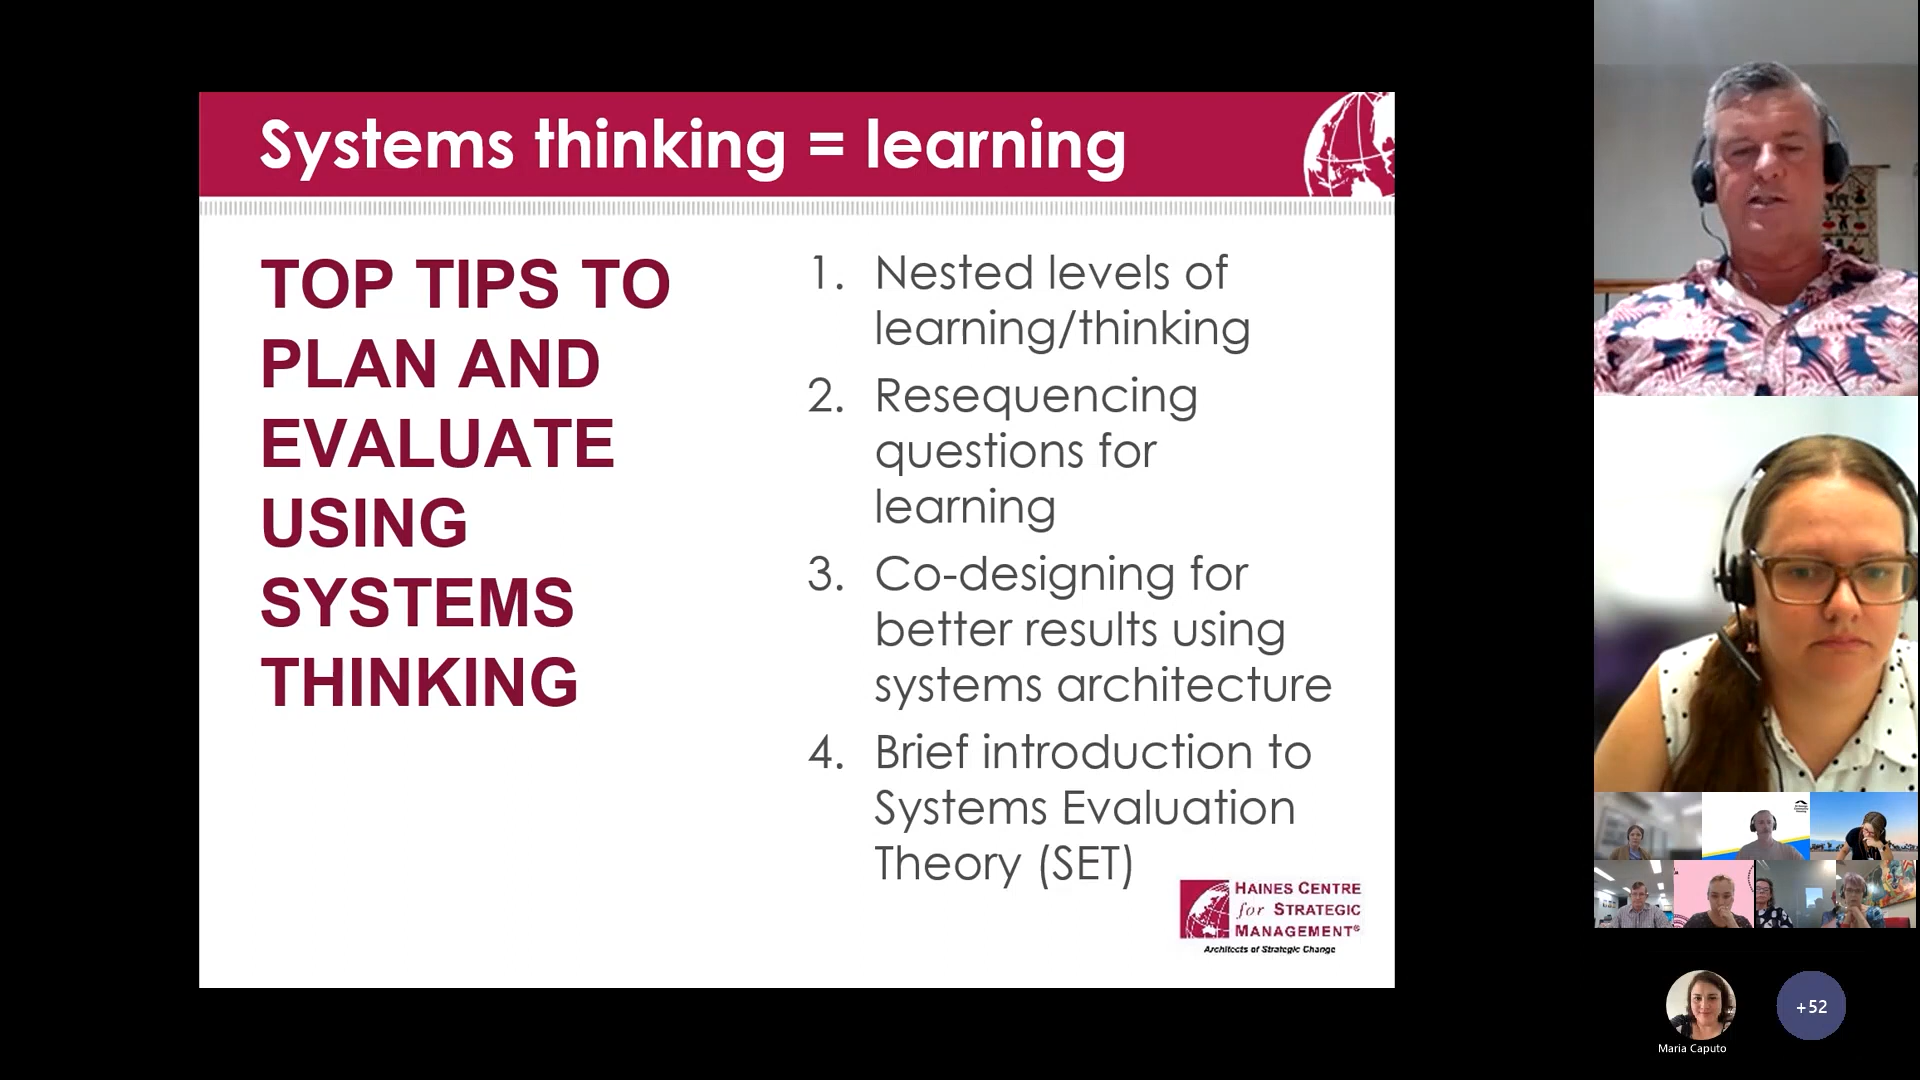 Systems thinking = learning
TOP TIPS TO
PLAN AND
EVALUATE
USING
SYSTEMS
THINKING
1. Nested levels of
learning/thinking
2. Resequencing
questions for
learning
3. Co-designing for
better results using
systems architecture
4. Brief introduction to
Systems Evaluation
Theory (SET)
HAINES CENTRE
for STRATEGIC
MANAGEMENT®
Architects of Strategic Change
Maria Caputo
+52